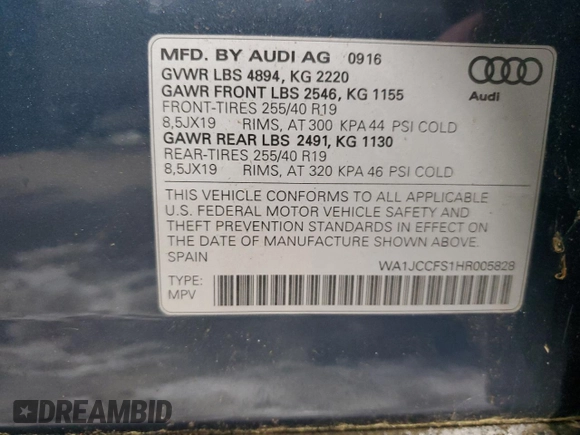 MFD. BY AUDI AG 0916
GVWR LBS 4894, KG 2220
GAWR FRONT LBS 2546, KG 1155
FRONT-TIRES 255/40 R19
8,5JX19 RIMS, AT 300 KPA 44 PSI COLD
GAWR REAR LBS 2491, KG 1130
REAR-TIRES 255/40 R19
8,5JX19 RIMS, AT 320 KPA 46 PSI COLD
Audi
THIS VEHICLE CONFORMS TO ALL APPLICABLE
U.S. FEDERAL MOTOR VEHICLE SAFETY AND
THEFT PREVENTION STANDARDS IN EFFECT ON
THE DATE OF MANUFACTURE SHOWN ABOVE.
SPAIN
WA1JCCFS1HR005828
TYPE:
MPV
DREAMBID